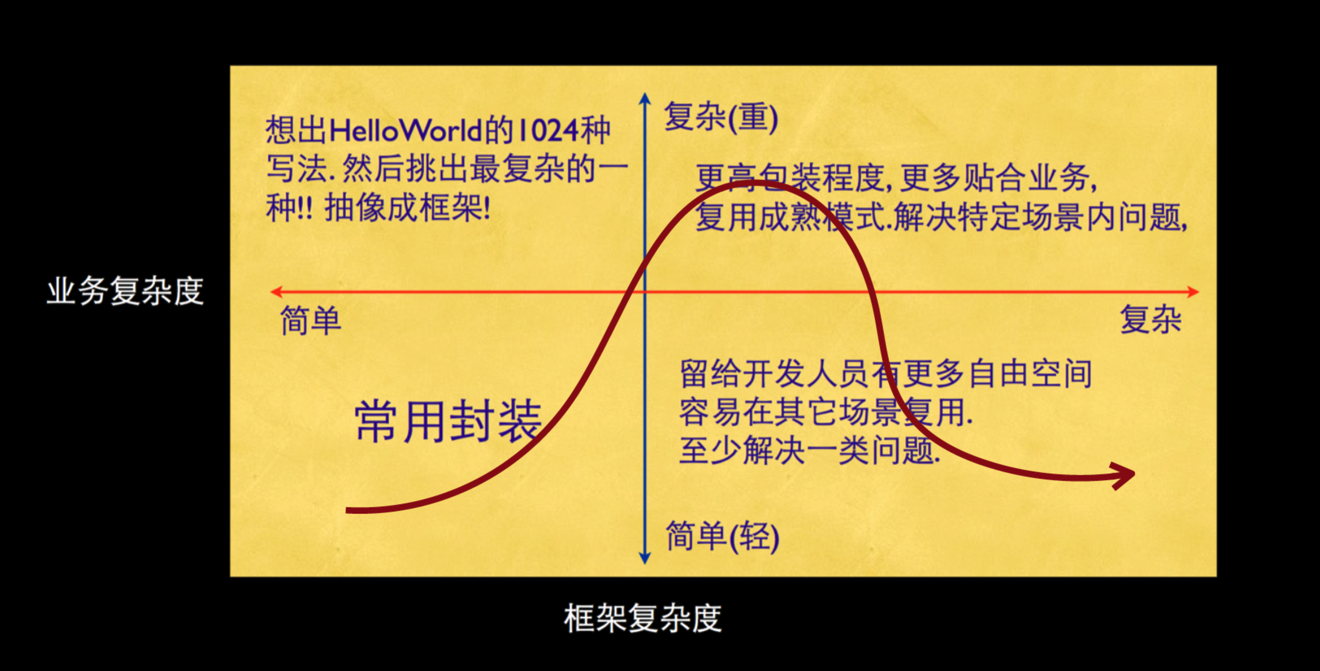 想出HelloWorld的1024种
写法. 然后挑出最复杂的一
种!! 抽像成框架!
复杂(重)
更高包装程度, 更多贴合业务,
复用成熟模式.解决特定场景内问题,
业务复杂度
简单
复杂
常用封装
留给开发人员有更多自由空间
容易在其它场景复用.
至少解决一类问题.
简单(轻)
框架复杂度